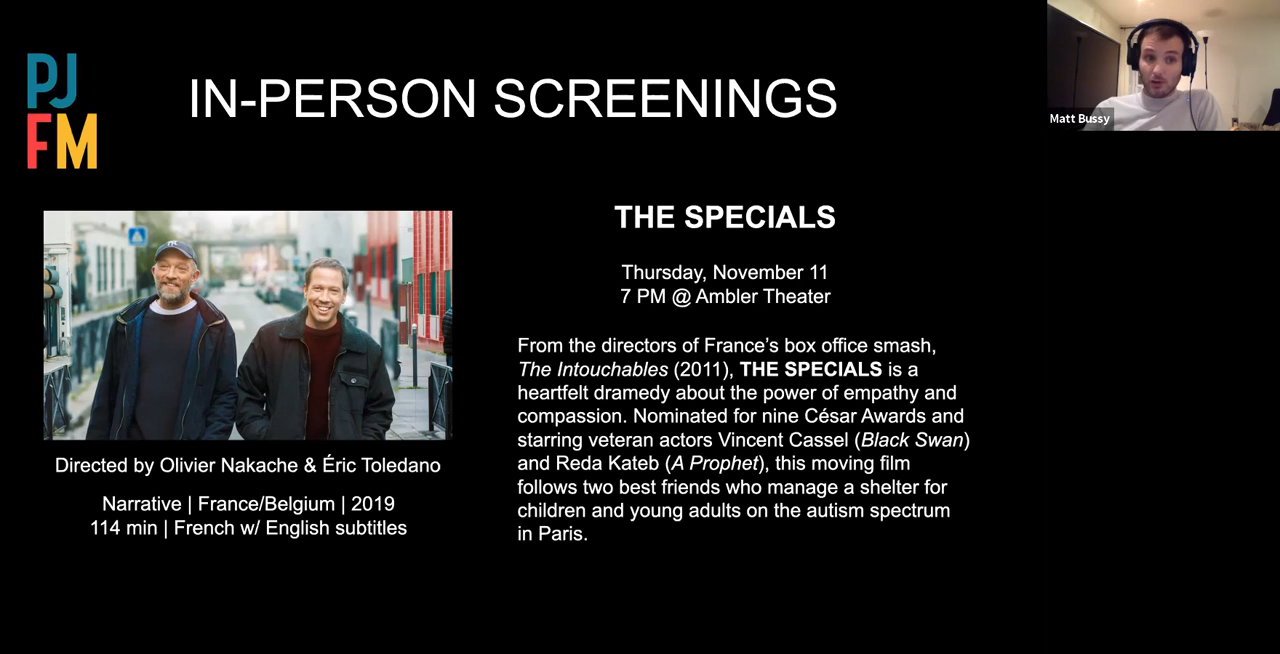 PJ
FM
IN-PERSON SCREENINGS
Matt Bussy
THE SPECIALS
Thursday, November 11
7 PM @ Ambler Theater
From the directors of France’s box office smash,
The Intouchables (2011), THE SPECIALS is a
heartfelt dramedy about the power of empathy and
compassion. Nominated for nine César Awards and
starring veteran actors Vincent Cassel (Black Swan)
and Reda Kateb (A Prophet), this moving film
follows two best friends who manage a shelter for
children and young adults on the autism spectrum
in Paris.
Directed by Olivier Nakache & Éric Toledano
Narrative | France/Belgium | 2019
114 min | French w/ English subtitles